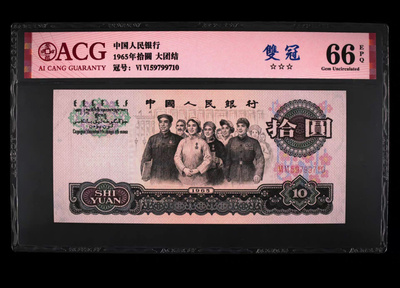 ACG
AI CANG GUARANTY
中国人民银行
1965年拾圆 大团结
冠号: VI VI59799710
雙冠
☆☆☆
66 EPQ
Gem Uncirculated
中國人民銀行
拾圓
VI VI59799710
SHI
YUAN
1965
10